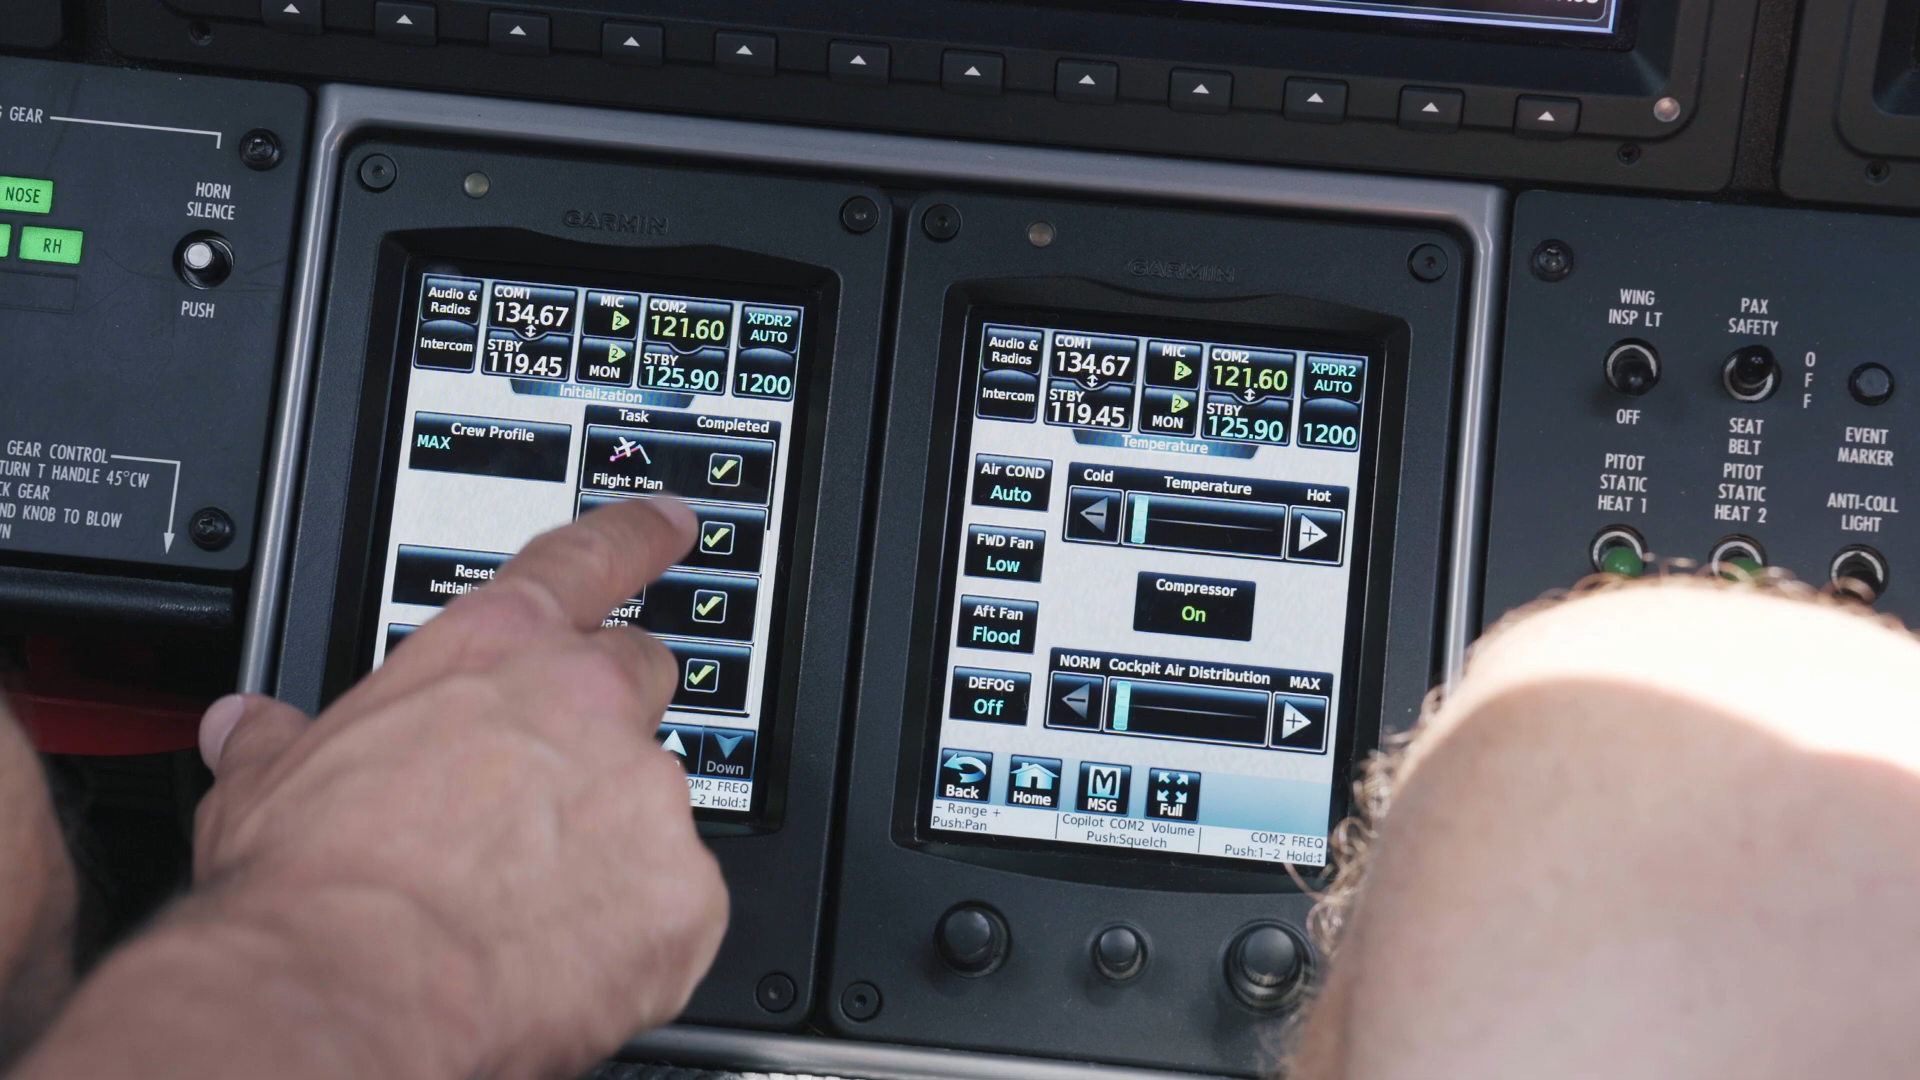 GEAR
NOSE
RH
HORN
SILENCE
PUSH
GEAR CONTROL
TURN T HANDLE 45°CW
CK GEAR
ND KNOB TO BLOW
WN
GARMIN
Audio &
Radios
Intercom
COM1
134.67
STBY
119.45
MIC
2
2
MON
COM2
121.60
STBY
125.90
XPDR2
AUTO
1200
Initialization
Crew Profile
MAX
Task Completed
Flight Plan
Reset
Initializ
eoff
Data
Down
OM2 FREQ
-2 Hold:↕
GARMIN
Audio &
Radios
Intercom
COM1
134.67
STBY
119.45
MIC
2
2
MON
COM2
121.60
STBY
125.90
XPDR2
AUTO
1200
Temperature
Air COND
Auto
FWD Fan
Low
Aft Fan
Flood
DEFOG
Off
Cold Temperature Hot
Compressor
On
NORM Cockpit Air Distribution MAX
Back
Home
MSG
Full
- Range +
Push:Pan
Copilot COM2 Volume
Push:Squelch
COM2 FREQ
Push:1-2 Hold:↕
WING
INSP LT
OFF
PAX
SAFETY
OFF
SEAT
BELT
EVENT
MARKER
PITOT
STATIC
HEAT 1
PITOT
STATIC
HEAT 2
ANTI-COLL
LIGHT